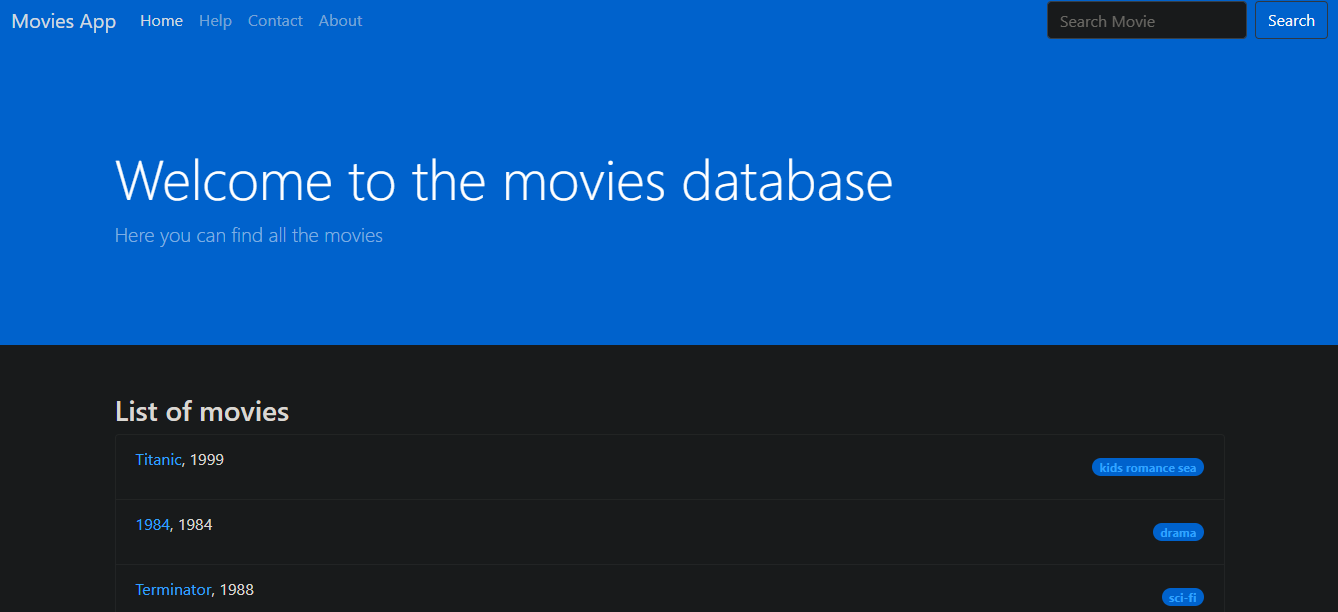 Movies App Home Help Contact About Search Movie Search
Welcome to the movies database
Here you can find all the movies
List of movies
Titanic, 1999 kids romance sea
1984, 1984 drama
Terminator, 1988 sci-fi